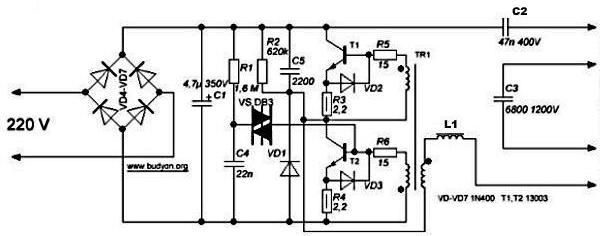 C2
47n 400V
R2
620k
C5
2200
T1
R5
15
TR1
R1
1,6 M
4,7µ 350V
C1
VD4-VD7
VD2
R3
2,2
C3
6800 1200V
VS DB3
220 V
L1
T2
R6
15
C4
22n
VD1
VD3
www.budyon.org
R4
2,2
VD-VD7 1N400 T1,T2 13003